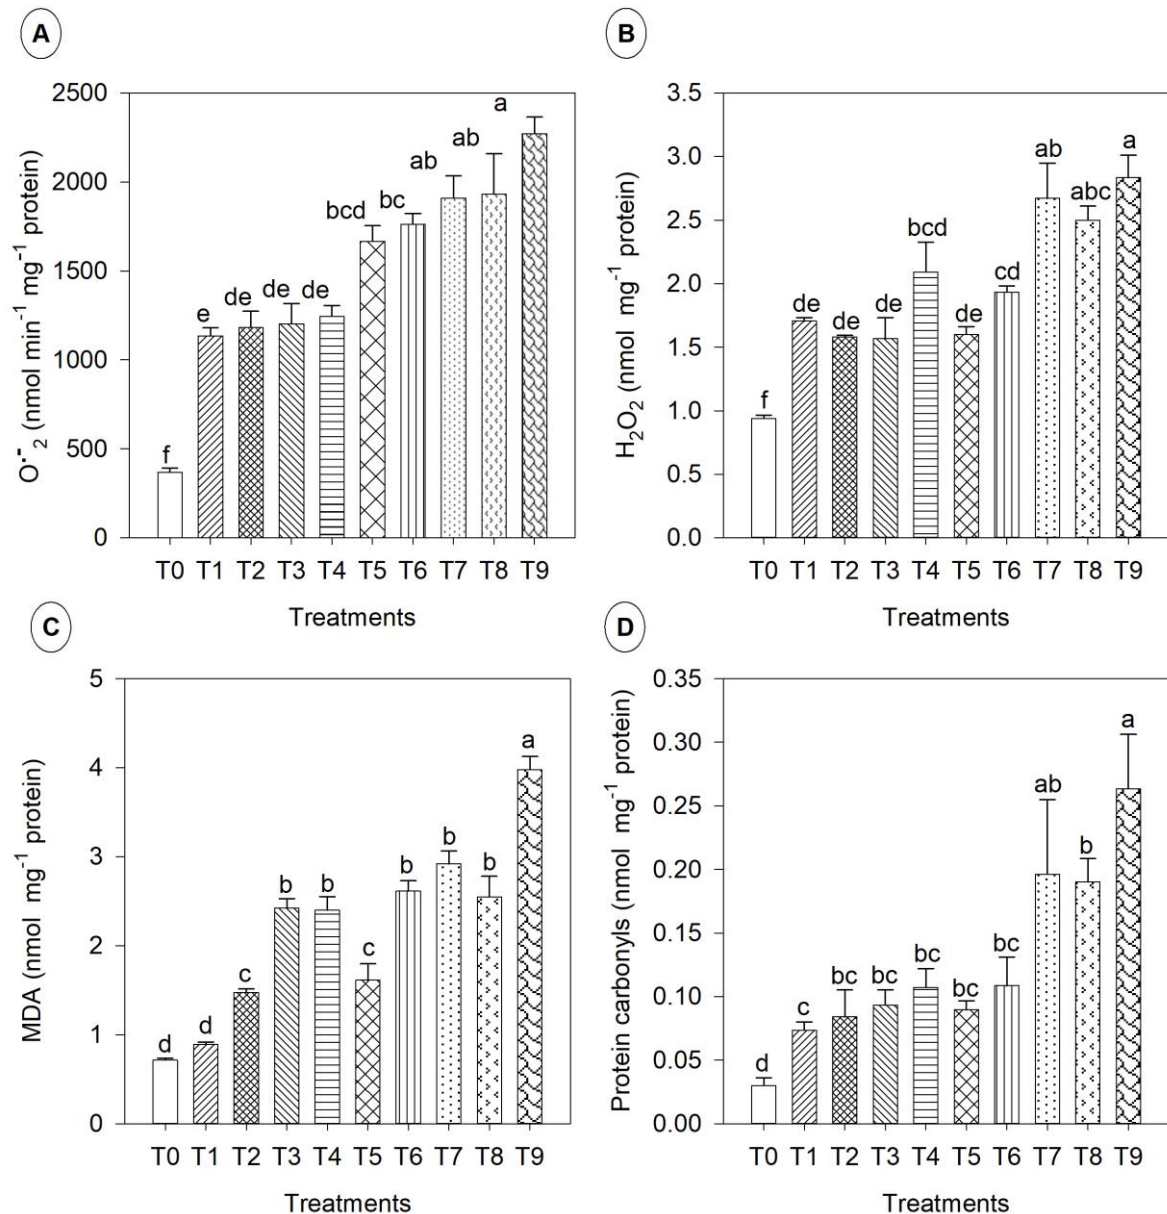 A
O•-2 (nmol min-1 mg-1 protein)
2500
2000
1500
1000
500
0
f
e
de
de
de
bcd
bc
ab
ab
a
T0 T1 T2 T3 T4 T5 T6 T7 T8 T9
Treatments
B
H2O2 (nmol mg-1 protein)
3.5
3.0
2.5
2.0
1.5
1.0
0.5
0.0
f
de
de
de
bcd
de
cd
ab
abc
a
T0 T1 T2 T3 T4 T5 T6 T7 T8 T9
Treatments
C
MDA (nmol mg-1 protein)
5
4
3
2
1
0
d
d
c
b
b
c
b
b
b
a
T0 T1 T2 T3 T4 T5 T6 T7 T8 T9
Treatments
D
Protein carbonyls (nmol mg-1 protein)
0.35
0.30
0.25
0.20
0.15
0.10
0.05
0.00
d
c
bc
bc
bc
bc
bc
ab
b
a
T0 T1 T2 T3 T4 T5 T6 T7 T8 T9
Treatments